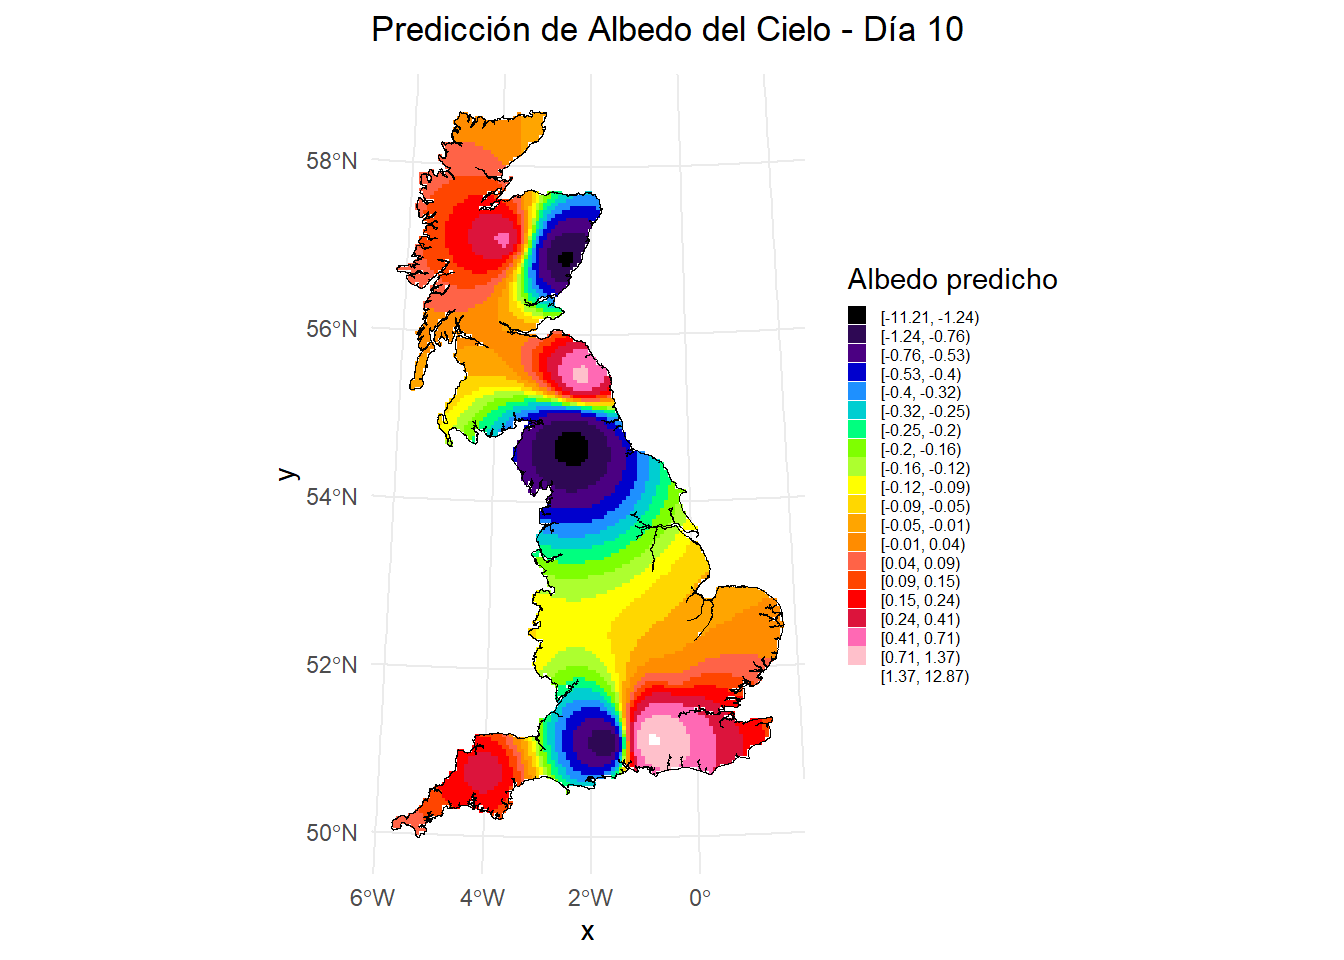 Predicción de Albedo del Cielo - Día 10
58°N
56°N
54°N
52°N
50°N
6°W
4°W
2°W
0°
x
y
Albedo predicho
[-11.21, -1.24)
[-1.24, -0.76)
[-0.76, -0.53)
[-0.53, -0.4)
[-0.4, -0.32)
[-0.32, -0.25)
[-0.25, -0.2)
[-0.2, -0.16)
[-0.16, -0.12)
[-0.12, -0.09)
[-0.09, -0.05)
[-0.05, -0.01)
[-0.01, 0.04)
[0.04, 0.09)
[0.09, 0.15)
[0.15, 0.24)
[0.24, 0.41)
[0.41, 0.71)
[0.71, 1.37)
[1.37, 12.87)